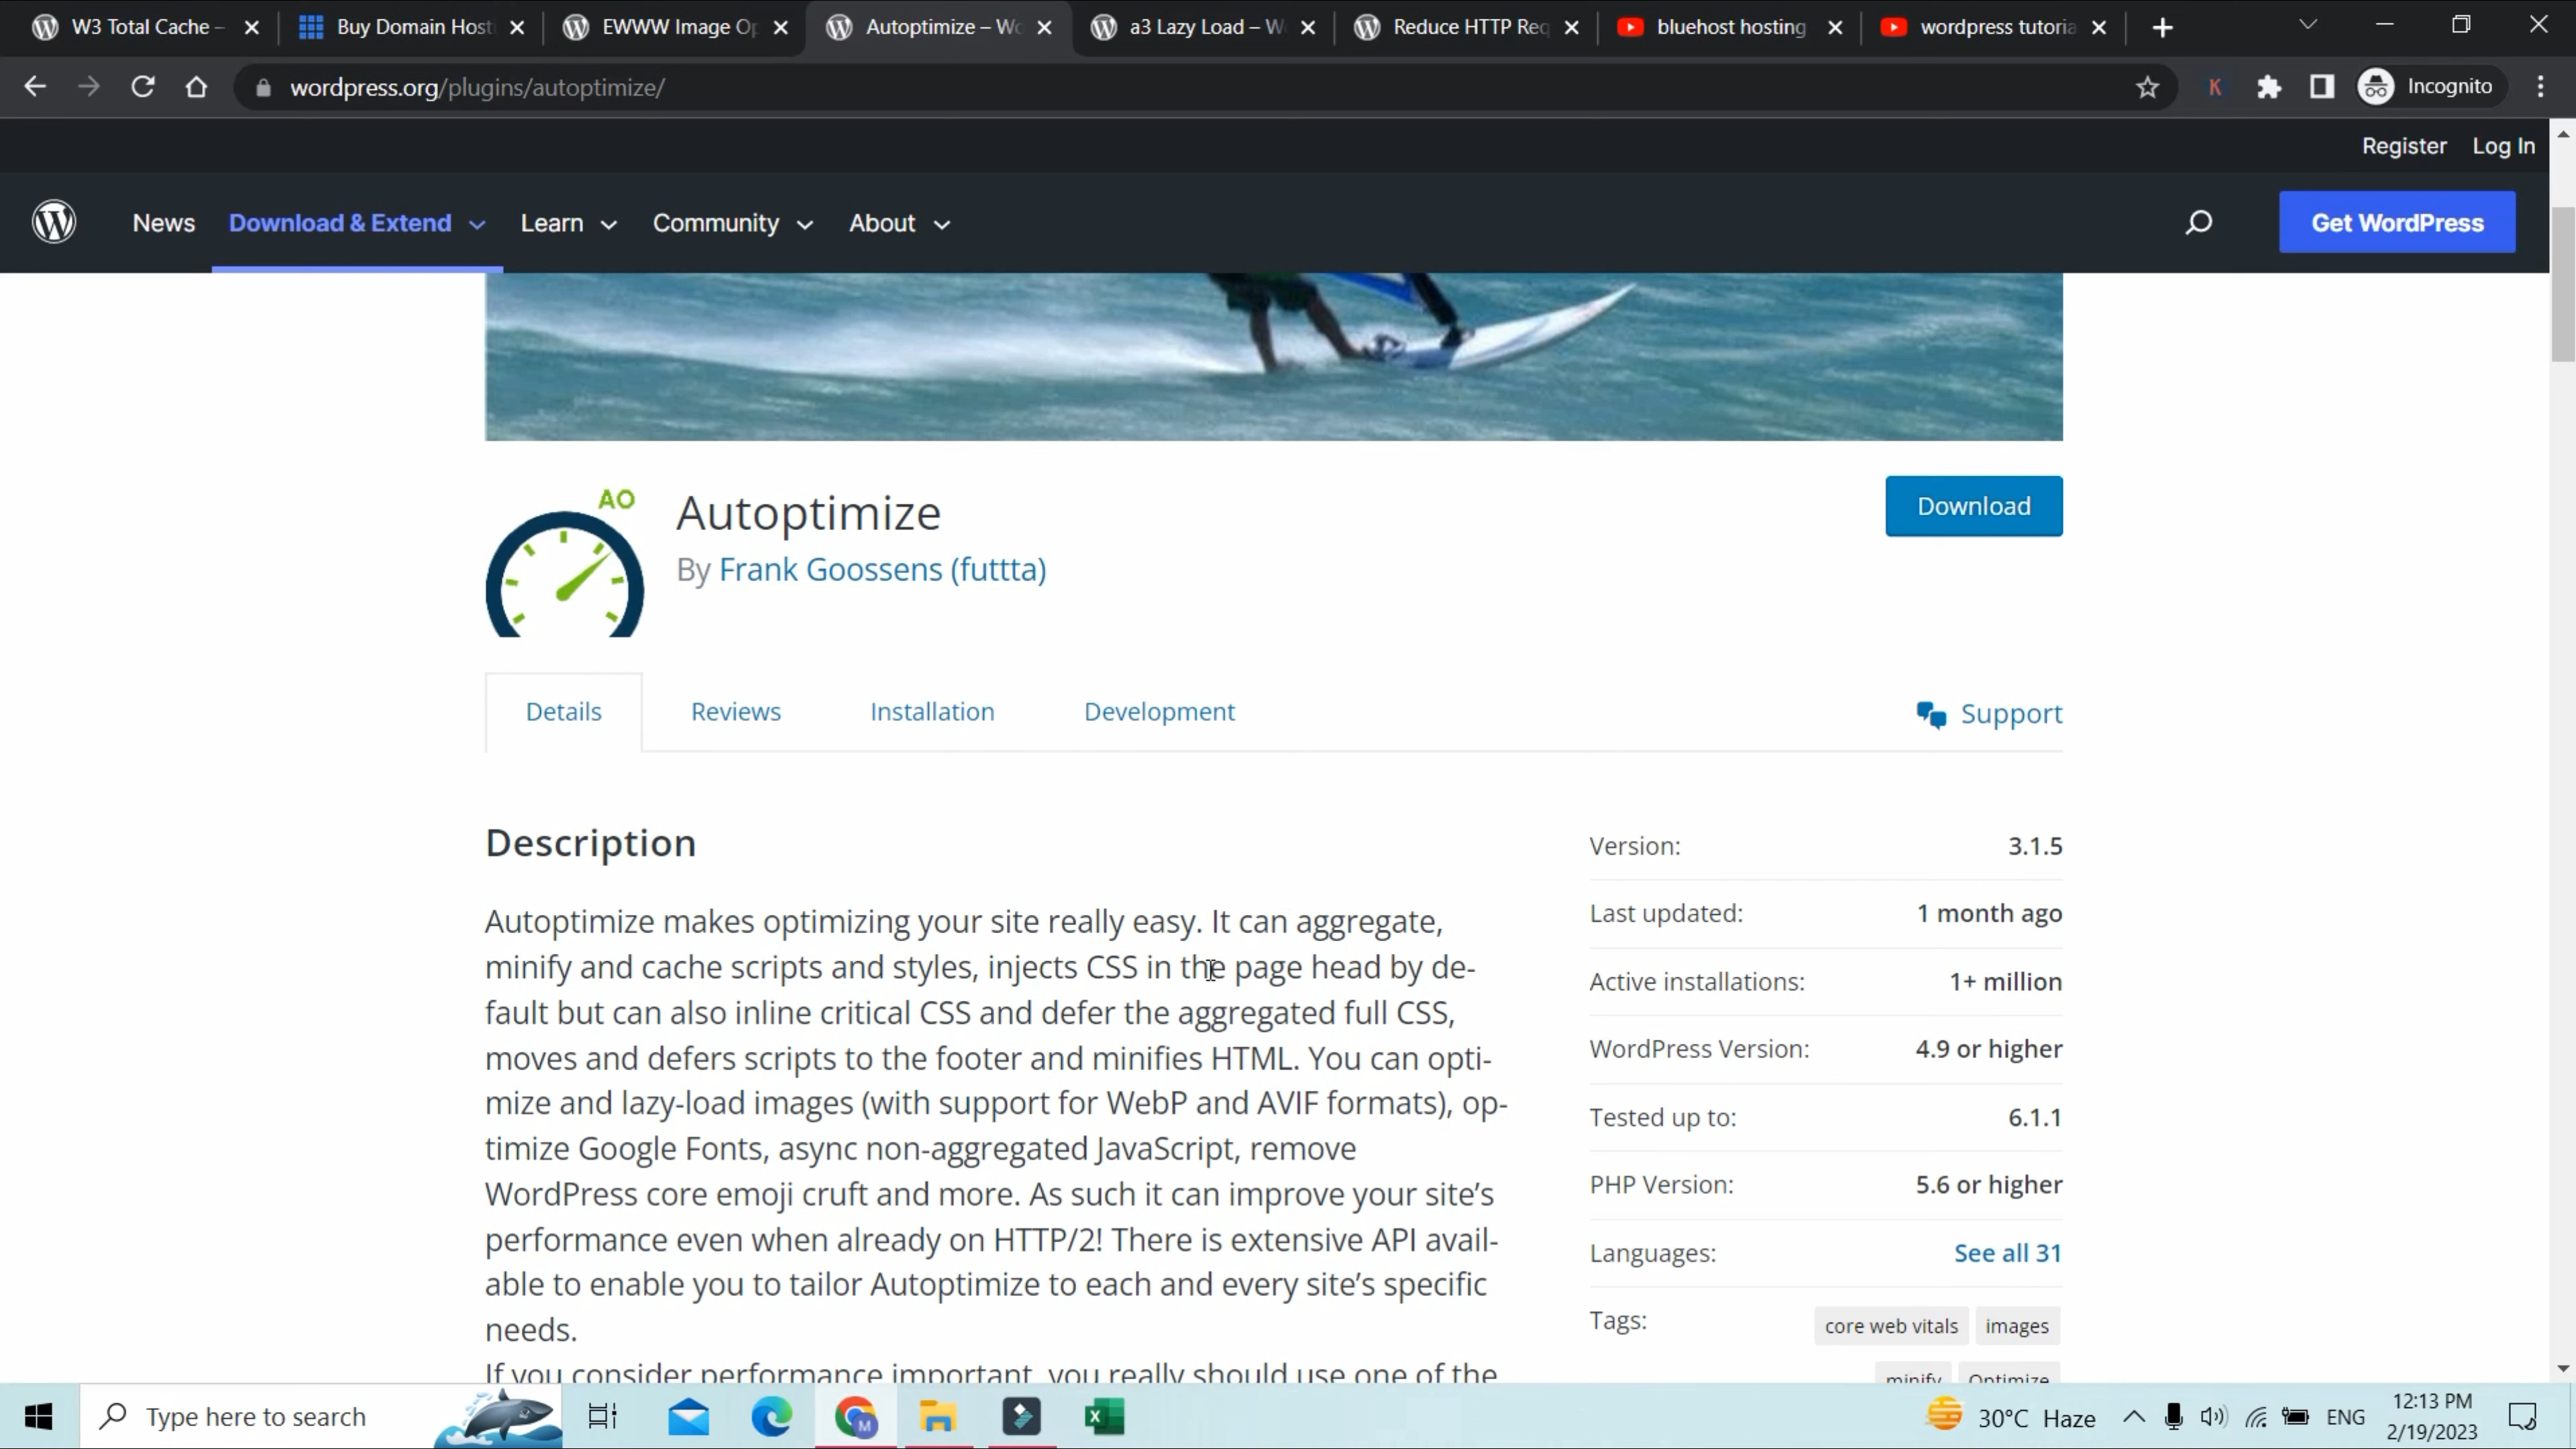 W3 Total Cache –
Buy Domain Host
EWWW Image Op
Autoptimize – Wo
a3 Lazy Load – W
Reduce HTTP Req
bluehost hosting
wordpress tutoria
wordpress.org/plugins/autoptimize/
K
Incognito
Register Log In
News Download & Extend Learn Community About
Get WordPress
AO
Autoptimize
Download
By Frank Goossens (futtta)
Details Reviews Installation Development
Support
Description
Autoptimize makes optimizing your site really easy. It can aggregate,
minify and cache scripts and styles, injects CSS in the page head by de-
fault but can also inline critical CSS and defer the aggregated full CSS,
moves and defers scripts to the footer and minifies HTML. You can opti-
mize and lazy-load images (with support for WebP and AVIF formats), op-
timize Google Fonts, async non-aggregated JavaScript, remove
WordPress core emoji cruft and more. As such it can improve your site’s
performance even when already on HTTP/2! There is extensive API avail-
able to enable you to tailor Autoptimize to each and every site’s specific
needs.
If you consider performance important, you really should use one of the
Version: 3.1.5
Last updated: 1 month ago
Active installations: 1+ million
WordPress Version: 4.9 or higher
Tested up to: 6.1.1
PHP Version: 5.6 or higher
Languages: See all 31
Tags: core web vitals images
minify Optimize
Type here to search
M
30°C Haze
ENG
12:13 PM
2/19/2023